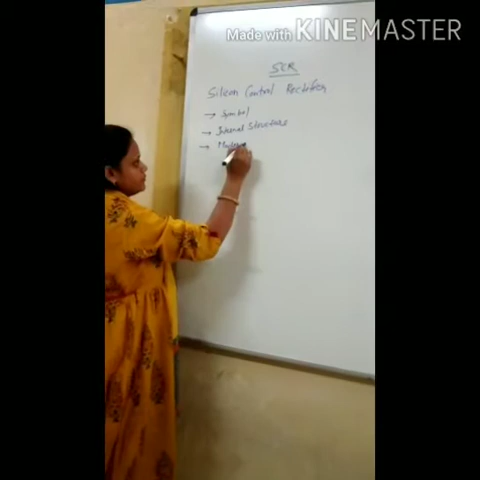 Made with KINEMASTER
SCR
Silicon Control Rectifier
→ Symbol
→ Internal Structure
→